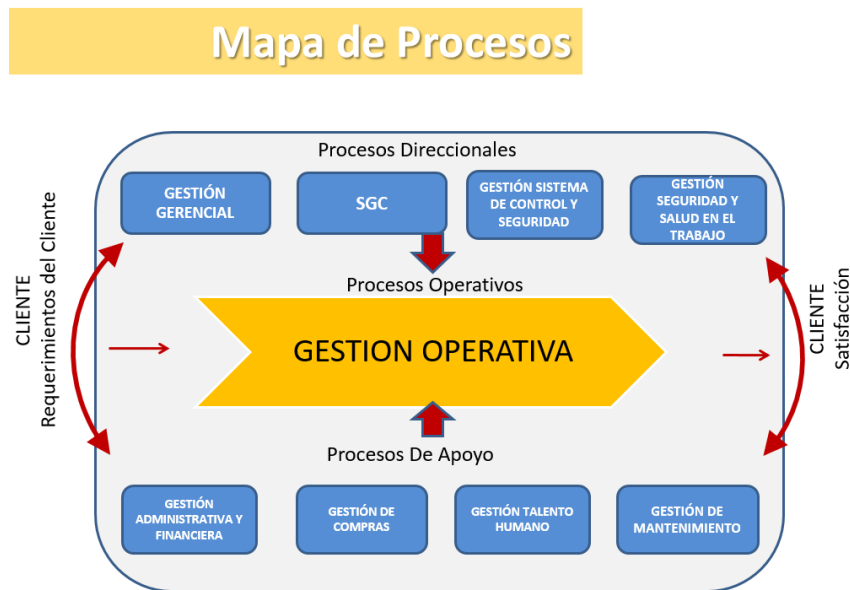 Mapa de Procesos
Procesos Direccionales
GESTIÓN
GERENCIAL
SGC
GESTIÓN SISTEMA
DE CONTROL Y
SEGURIDAD
GESTIÓN
SEGURIDAD Y
SALUD EN EL
TRABAJO
CLIENTE
Requerimientos del Cliente
Procesos Operativos
GESTION OPERATIVA
CLIENTE
Satisfacción
Procesos De Apoyo
GESTIÓN
ADMINISTRATIVA Y
FINANCIERA
GESTIÓN DE
COMPRAS
GESTIÓN TALENTO
HUMANO
GESTIÓN DE
MANTENIMIENTO